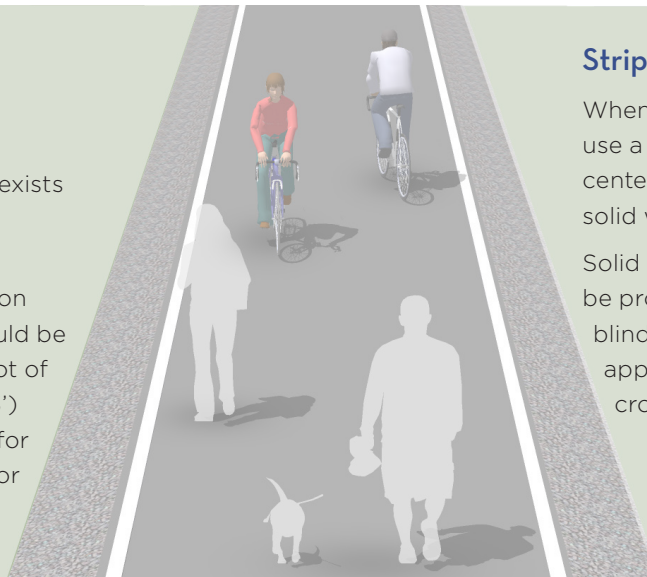 exists
on
uld be
ot of
')
for
or
Strip
When
use a
cente
solid
Solid
be pro
blind
app
cro